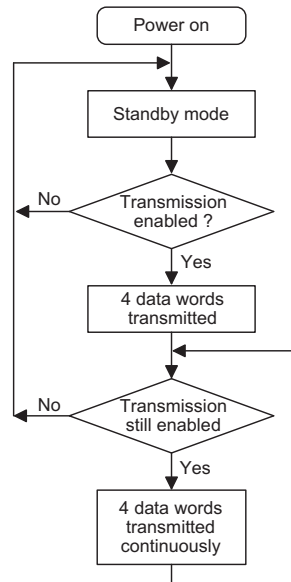 Power on
Standby mode
Transmission
enabled ?
No
Yes
4 data words
transmitted
Transmission
still enabled
No
Yes
4 data words
transmitted
continuously